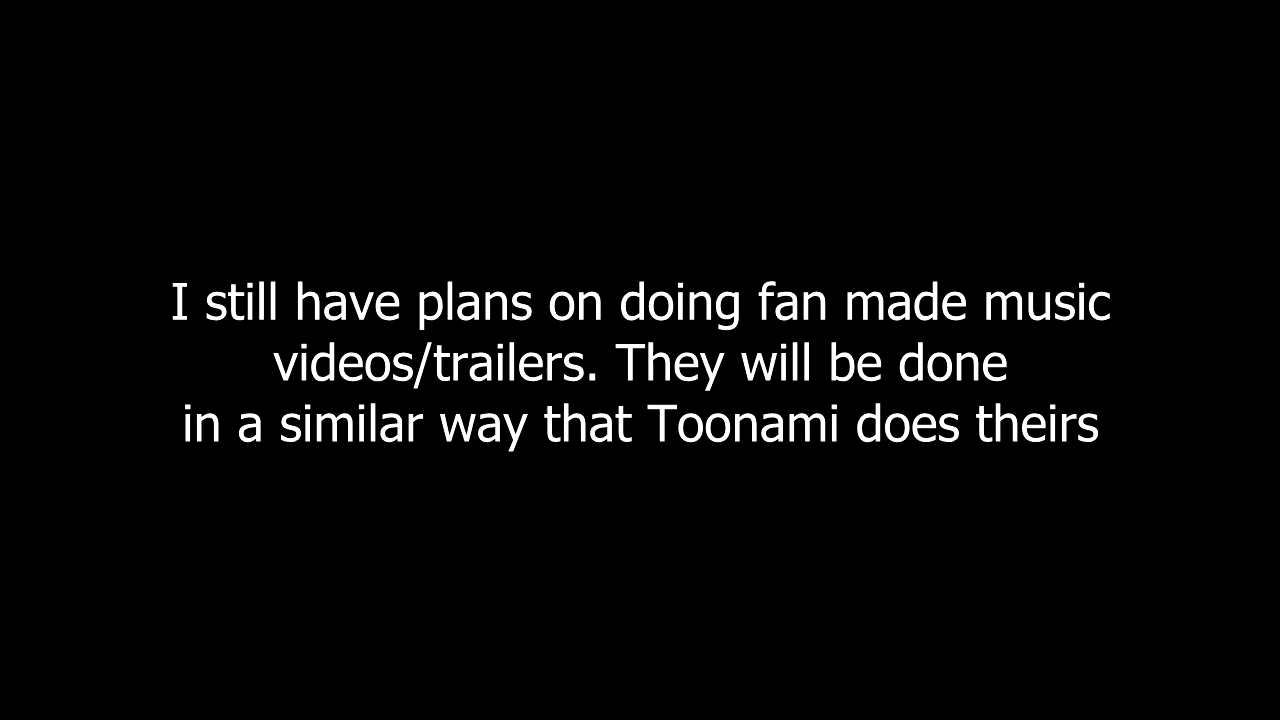 I still have plans on doing fan made music
videos/trailers. They will be done
in a similar way that Toonami does theirs